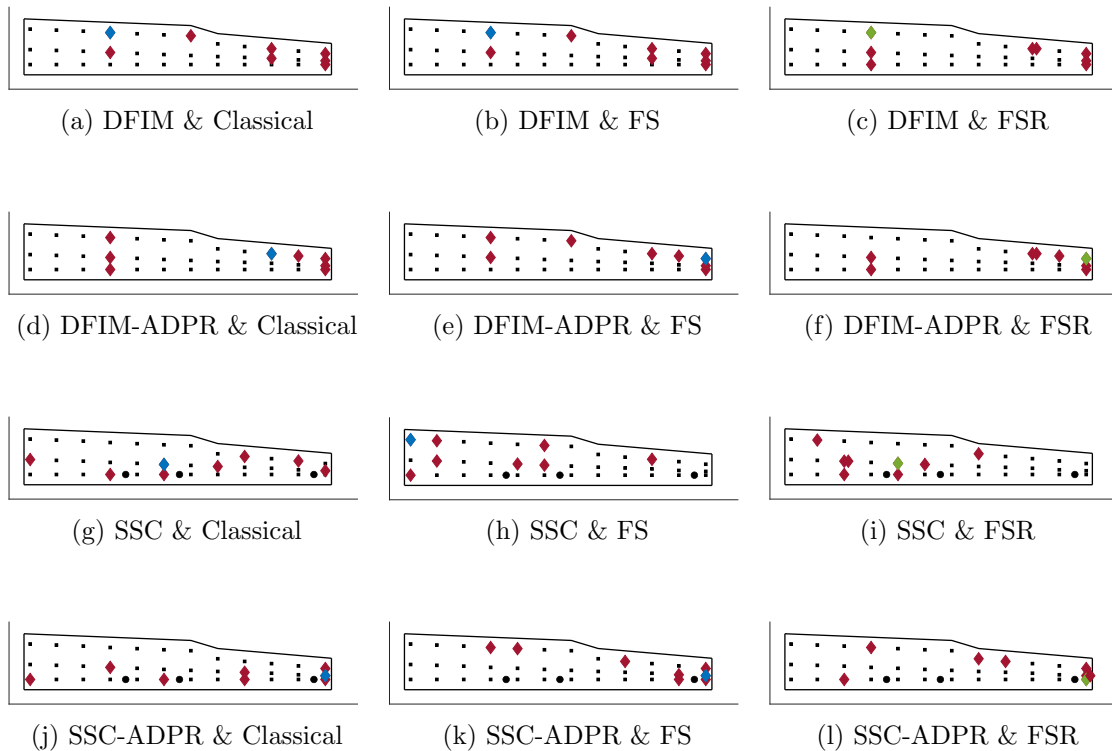 (a) DFIM & Classical
(b) DFIM & FS
(c) DFIM & FSR
(d) DFIM-ADPR & Classical
(e) DFIM-ADPR & FS
(f) DFIM-ADPR & FSR
(g) SSC & Classical
(h) SSC & FS
(i) SSC & FSR
(j) SSC-ADPR & Classical
(k) SSC-ADPR & FS
(l) SSC-ADPR & FSR